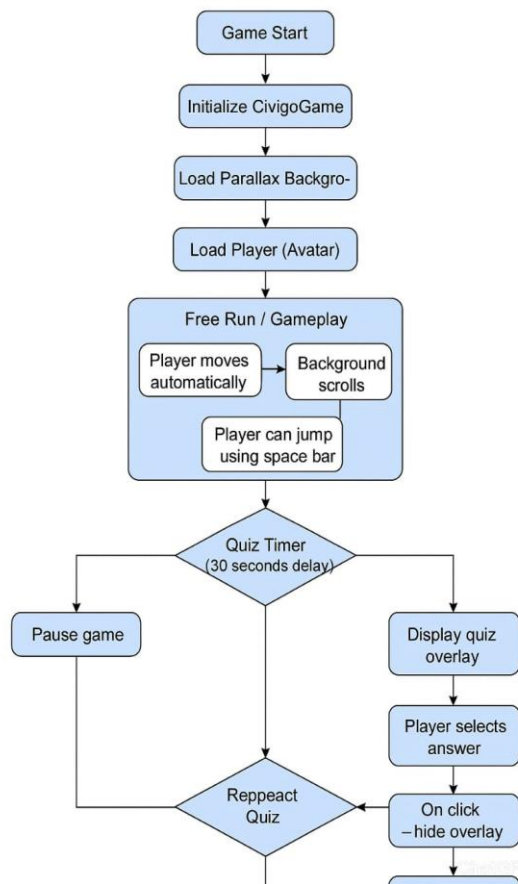 Game Start
Initialize CivigoGame
Load Parallax Backgro-
Load Player (Avatar)
Free Run / Gameplay
Player moves
automatically
Background
scrolls
Player can jump
using space bar
Quiz Timer
(30 seconds delay)
Pause game
Display quiz
overlay
Player selects
answer
Reppeact
Quiz
On click
–hide overlay